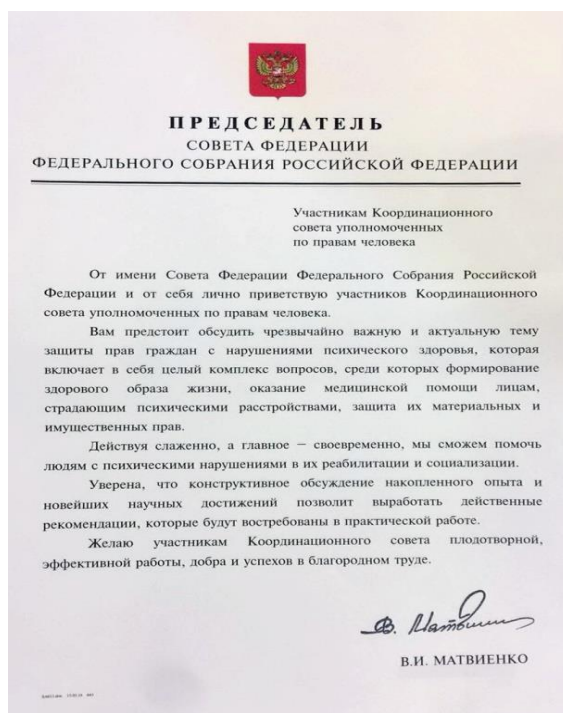 ПРЕДСЕДАТЕЛЬ
СОВЕТА ФЕДЕРАЦИИ
ФЕДЕРАЛЬНОГО СОБРАНИЯ РОССИЙСКОЙ ФЕДЕРАЦИИ
Участникам Координационного
совета уполномоченных
по правам человека
От имени Совета Федерации Федерального Собрания Российской
Федерации и от себя лично приветствую участников Координационного
совета уполномоченных по правам человека.
Вам предстоит обсудить чрезвычайно важную и актуальную тему
защиты прав граждан с нарушениями психического здоровья, которая
включает в себя целый комплекс вопросов, среди которых формирование
здорового образа жизни, оказание медицинской помощи лицам,
страдающим психическими расстройствами, защита их материальных и
имущественных прав.
Действуя слаженно, а главное – своевременно, мы сможем помочь
людям с психическими нарушениями в их реабилитации и социализации.
Уверена, что конструктивное обсуждение накопленного опыта и
новейших научных достижений позволит выработать действенные
рекомендации, которые будут востребованы в практической работе.
Желаю участникам Координационного совета плодотворной,
эффективной работы, добра и успехов в благородном труде.
В. Матвиенко
В.И. МАТВИЕНКО